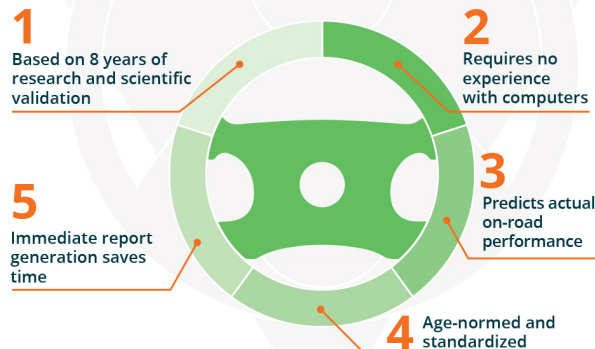 1
Based on 8 years of
research and scientific
validation
2
Requires no
experience
with computers
3
Predicts actual
on-road
performance
4
Age-normed and
standardized
5
Immediate report
generation saves
time